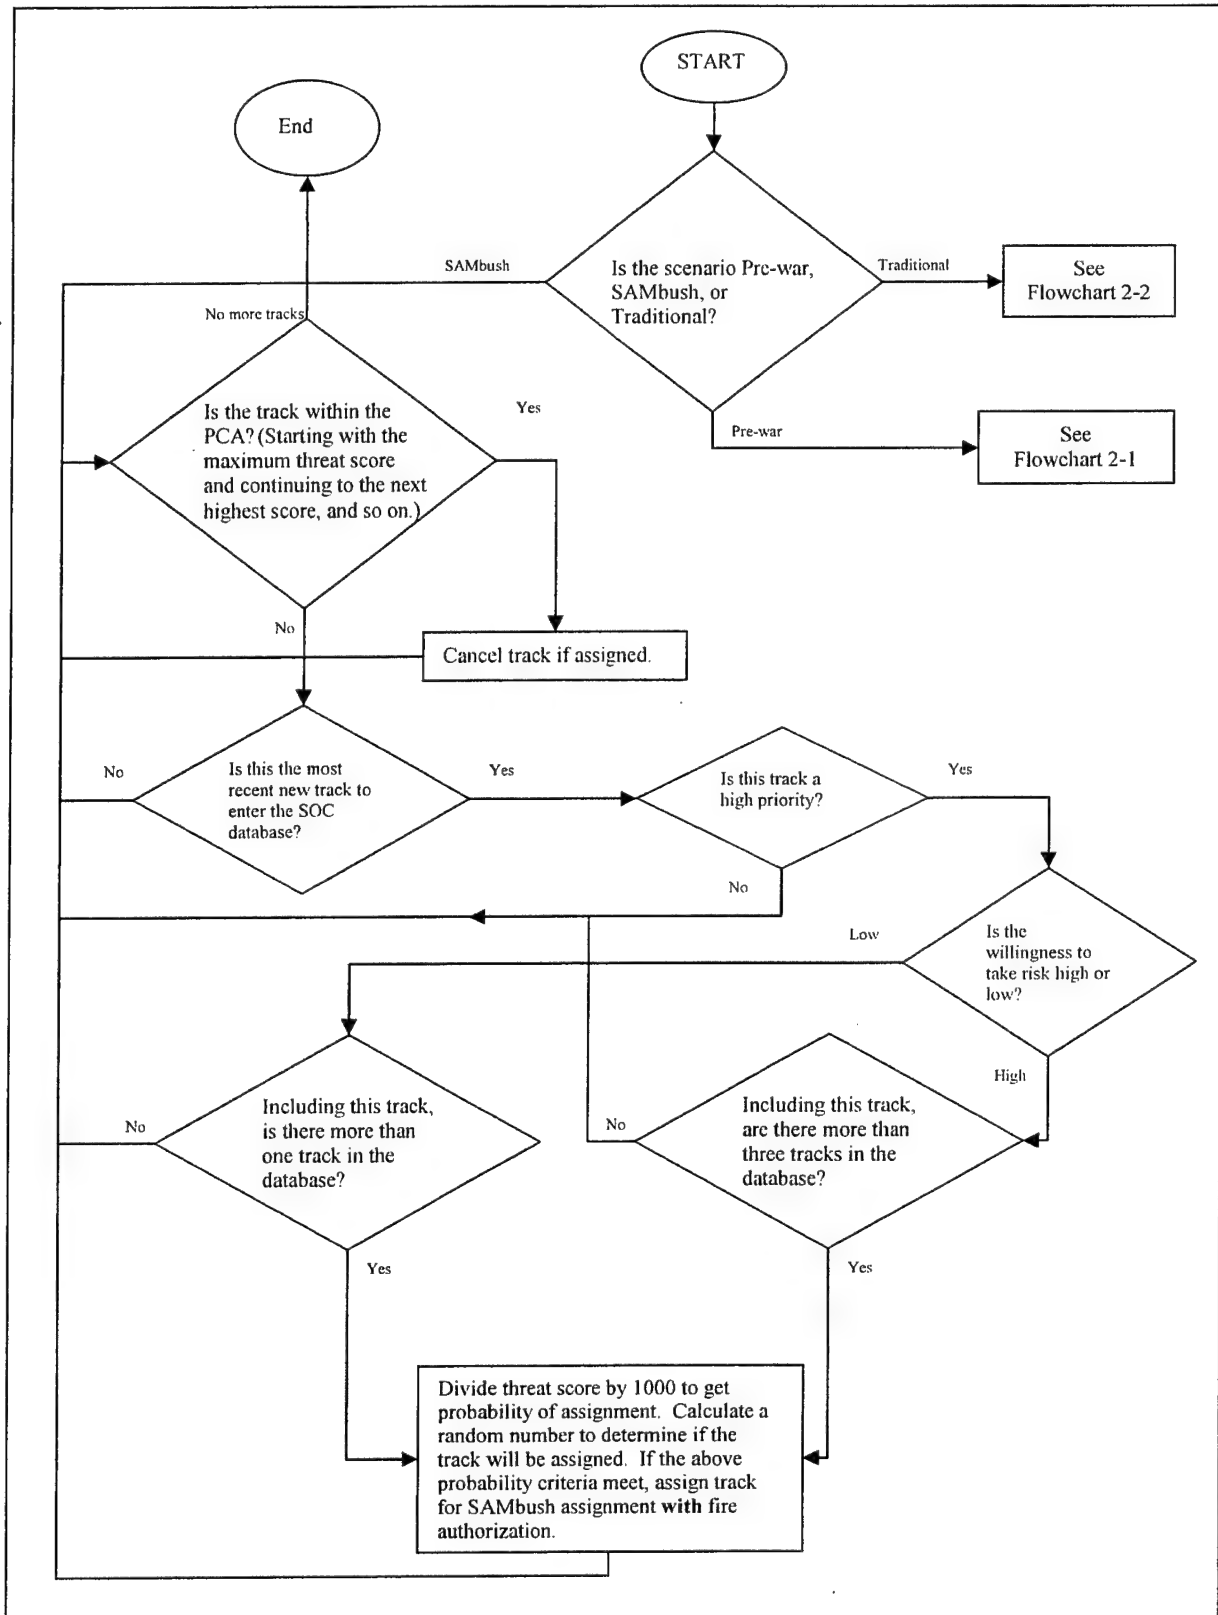 START
End
SAMbush
Is the scenario Pre-war,
SAMbush, or
Traditional?
Traditional
See
Flowchart 2-2
No more tracks
Pre-war
See
Flowchart 2-1
Is the track within the
PCA? (Starting with the
maximum threat score
and continuing to the next
highest score, and so on.)
Yes
No
Cancel track if assigned.
No
Is this the most
recent new track to
enter the SOC
database?
Yes
Is this track a
high priority?
Yes
No
Low
Is the
willingness to
take risk high or
low?
High
No
Including this track,
is there more than
one track in the
database?
Yes
No
Including this track,
are there more than
three tracks in the
database?
Yes
Divide threat score by 1000 to get
probability of assignment. Calculate a
random number to determine if the
track will be assigned. If the above
probability criteria meet, assign track
for SAMbush assignment with fire
authorization.